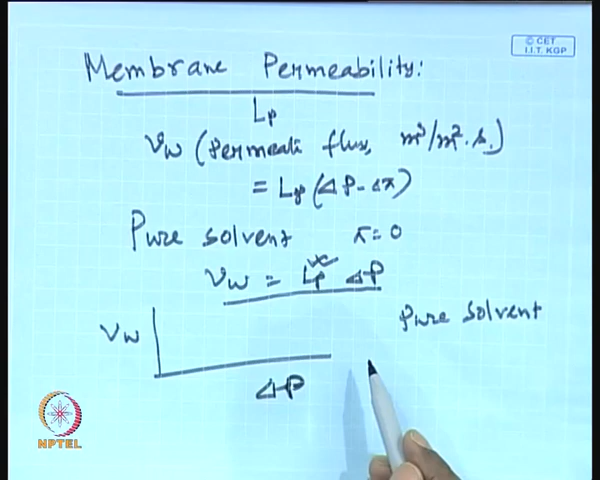 © CET
I.I.T. KGP
Membrane Permeability:
Lp
Vw (Permeate flux, m³/m².s.)
= Lp (ΔP-Δπ)
Pure solvent π=0
Vw = Lp ΔP
Vw Pure solvent
ΔP
NPTEL